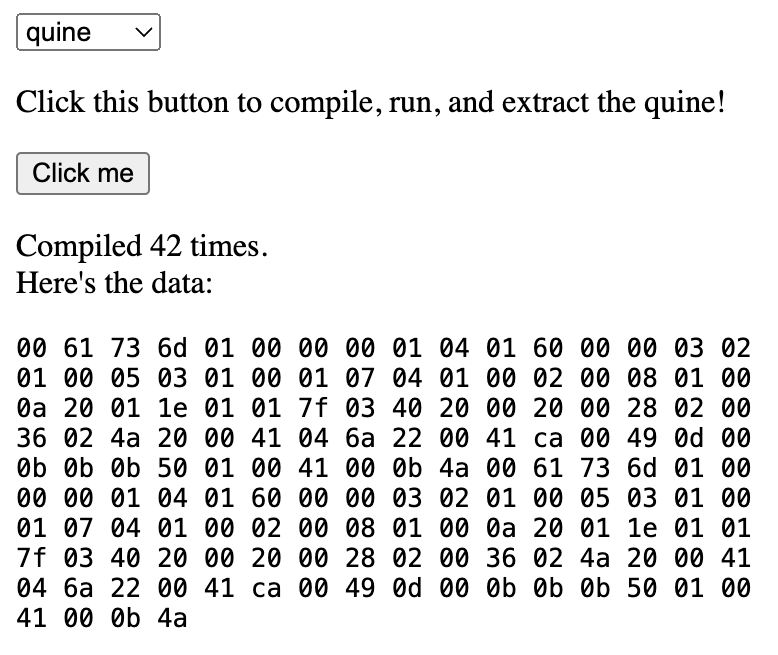 quine
Click this button to compile, run, and extract the quine!
Click me
Compiled 42 times.
Here's the data:
00 61 73 6d 01 00 00 00 01 04 01 60 00 00 03 02
01 00 05 03 01 00 01 07 04 01 00 02 00 08 01 00
0a 20 01 1e 01 01 7f 03 40 20 00 20 00 28 02 00
36 02 4a 20 00 41 04 6a 22 00 41 ca 00 49 0d 00
0b 0b 0b 50 01 00 41 00 0b 4a 00 61 73 6d 01 00
00 00 01 04 01 60 00 00 03 02 01 00 05 03 01 00
01 07 04 01 00 02 00 08 01 00 0a 20 01 1e 01 01
7f 03 40 20 00 20 00 28 02 00 36 02 4a 20 00 41
04 6a 22 00 41 ca 00 49 0d 00 0b 0b 0b 50 01 00
41 00 0b 4a